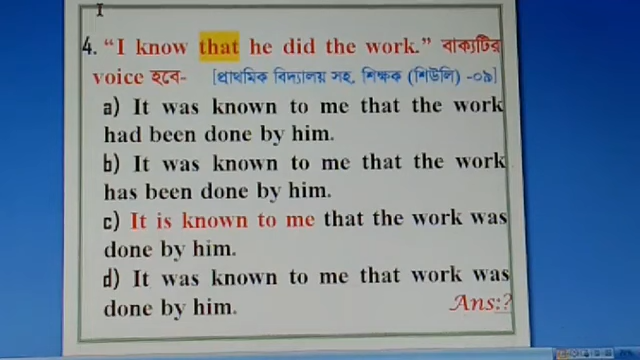 4. “I know that he did the work.” বাক্যটির
voice হবে- [প্রাথমিক বিদ্যালয় সহ. শিক্ষক (শিউলি) -০৯]
a) It was known to me that the work
had been done by him.
b) It was known to me that the work
has been done by him.
c) It is known to me that the work was
done by him.
d) It was known to me that work was
done by him.
Ans:?